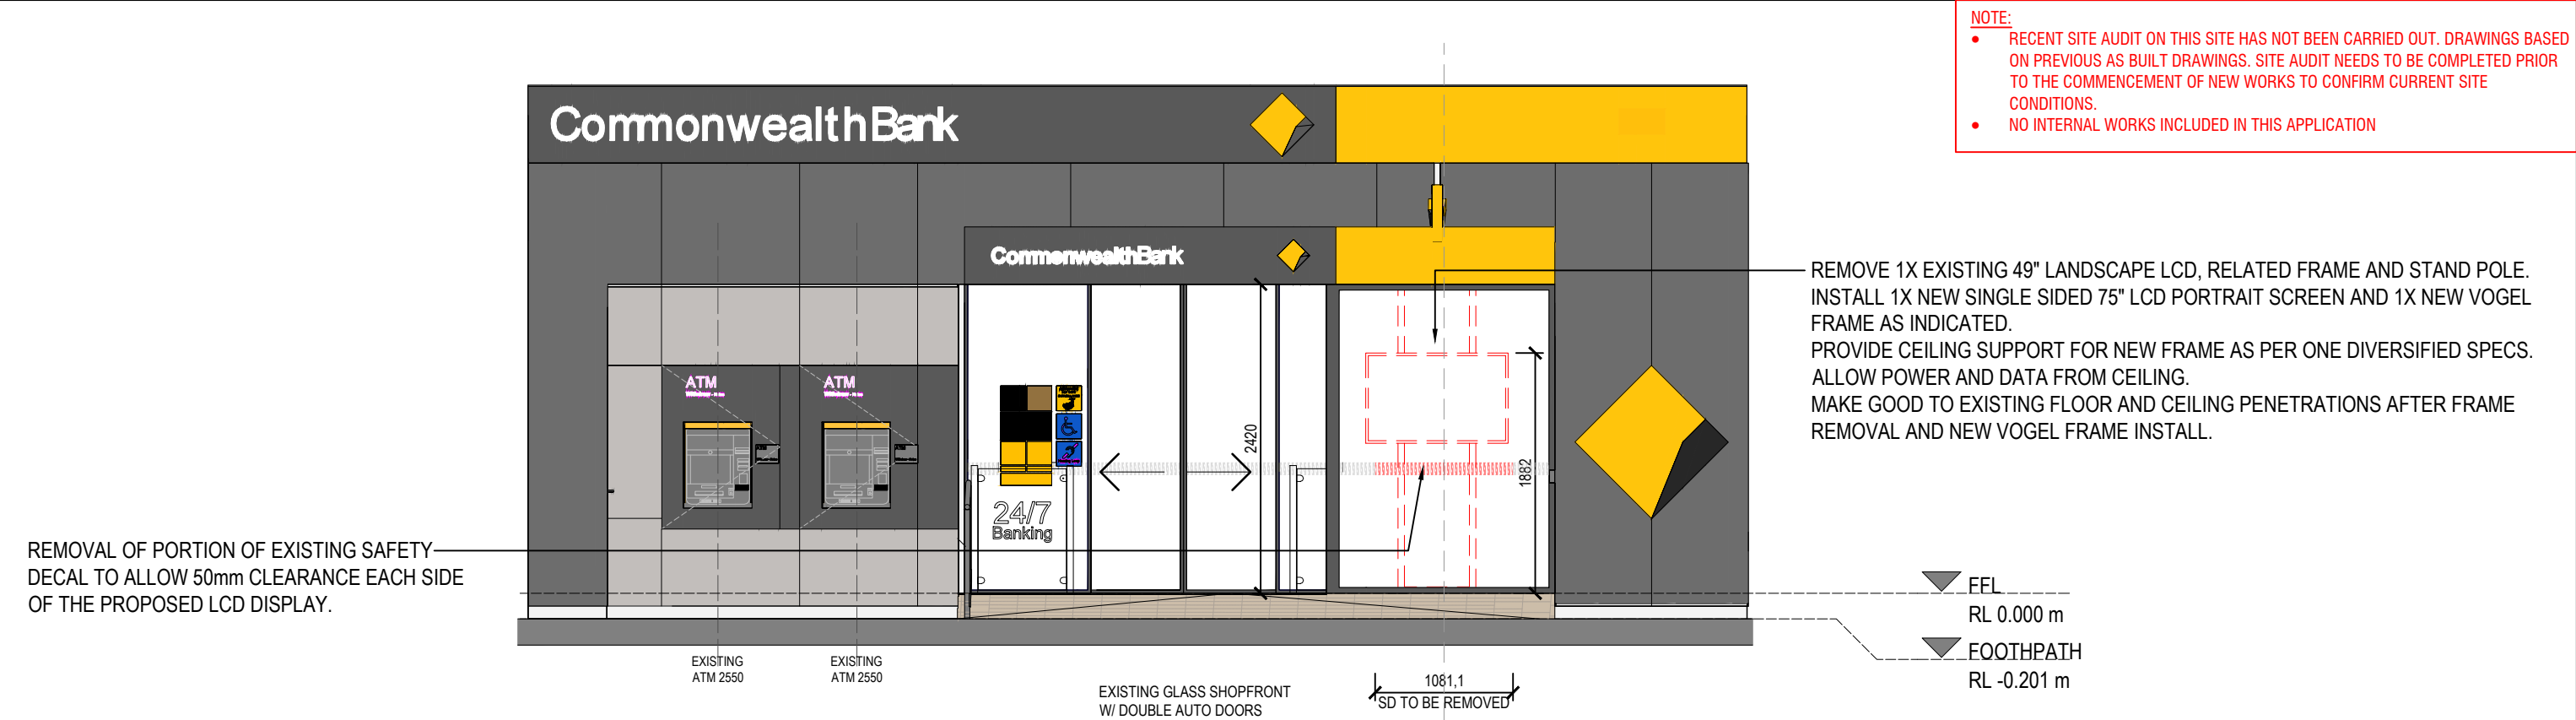 NOTE:
• RECENT SITE AUDIT ON THIS SITE HAS NOT BEEN CARRIED OUT. DRAWINGS BASED
ON PREVIOUS AS BUILT DRAWINGS. SITE AUDIT NEEDS TO BE COMPLETED PRIOR
TO THE COMMENCEMENT OF NEW WORKS TO CONFIRM CURRENT SITE
CONDITIONS.
• NO INTERNAL WORKS INCLUDED IN THIS APPLICATION
CommonwealthBank
CommonwealthBank
REMOVE 1X EXISTING 49" LANDSCAPE LCD, RELATED FRAME AND STAND POLE.
INSTALL 1X NEW SINGLE SIDED 75" LCD PORTRAIT SCREEN AND 1X NEW VOGEL
FRAME AS INDICATED.
PROVIDE CEILING SUPPORT FOR NEW FRAME AS PER ONE DIVERSIFIED SPECS.
ALLOW POWER AND DATA FROM CEILING.
MAKE GOOD TO EXISTING FLOOR AND CEILING PENETRATIONS AFTER FRAME
REMOVAL AND NEW VOGEL FRAME INSTALL.
ATM
ATM
2420
1882
24/7
Banking
REMOVAL OF PORTION OF EXISTING SAFETY
DECAL TO ALLOW 50mm CLEARANCE EACH SIDE
OF THE PROPOSED LCD DISPLAY.
FFL
RL 0.000 m
FOOTHPATH
RL -0.201 m
EXISTING
ATM 2550
EXISTING
ATM 2550
EXISTING GLASS SHOPFRONT
W/ DOUBLE AUTO DOORS
1081,1
SD TO BE REMOVED